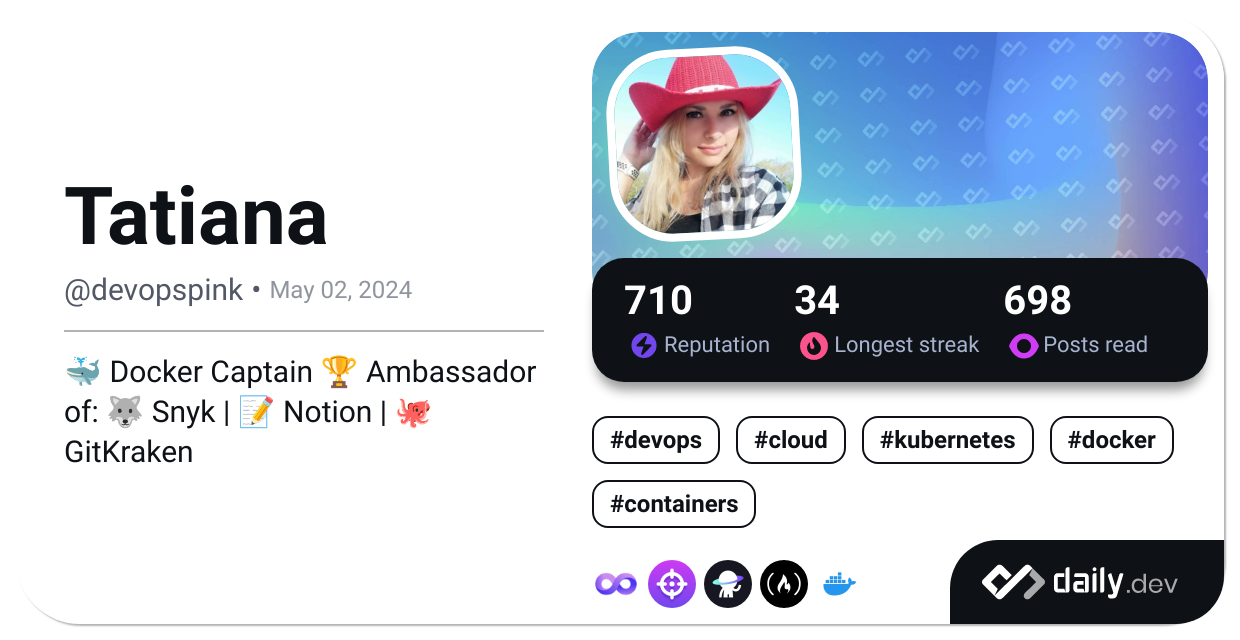 Tatiana
@devopspink • May 02, 2024
🐳 Docker Captain 🏆 Ambassador
of: 🐺 Snyk | 📝 Notion | 🐙
GitKraken
710 34 698
Reputation Longest streak Posts read
#devops #cloud #kubernetes #docker
#containers
daily.dev